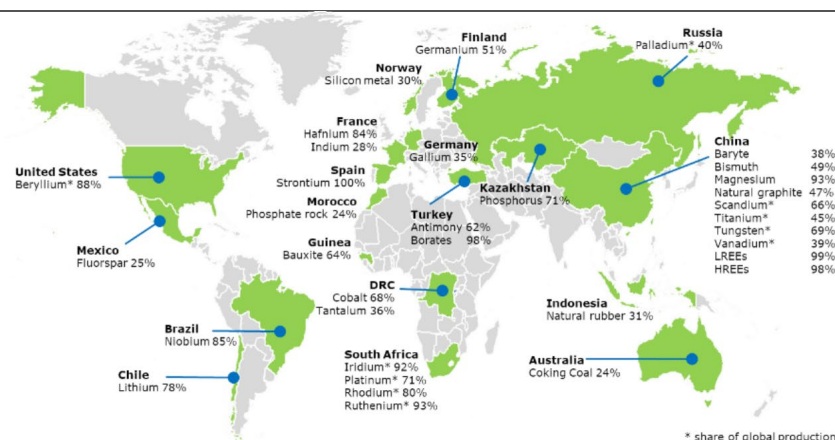 Russia
Palladium* 40%
Finland
Germanium 51%
Norway
Silicon metal 30%
France
Hafnium 84%
Indium 28%
Germany
Gallium 35%
Spain
Strontium 100%
Morocco
Phosphate rock 24%
Turkey
Antimony 62%
Borates 98%
Kazakhstan
Phosphorus 71%
China
Baryte 38%
Bismuth 49%
Magnesium 93%
Natural graphite 47%
Scandium* 66%
Titanium* 45%
Tungsten* 69%
Vanadium* 39%
LREEs 99%
HREEs 98%
United States
Beryllium* 88%
Mexico
Fluorspar 25%
Guinea
Bauxite 64%
DRC
Cobalt 68%
Tantalum 36%
Indonesia
Natural rubber 31%
Brazil
Niobium 85%
Chile
Lithium 78%
South Africa
Iridium* 92%
Platinum* 71%
Rhodium* 80%
Ruthenium* 93%
Australia
Coking Coal 24%
* share of global production